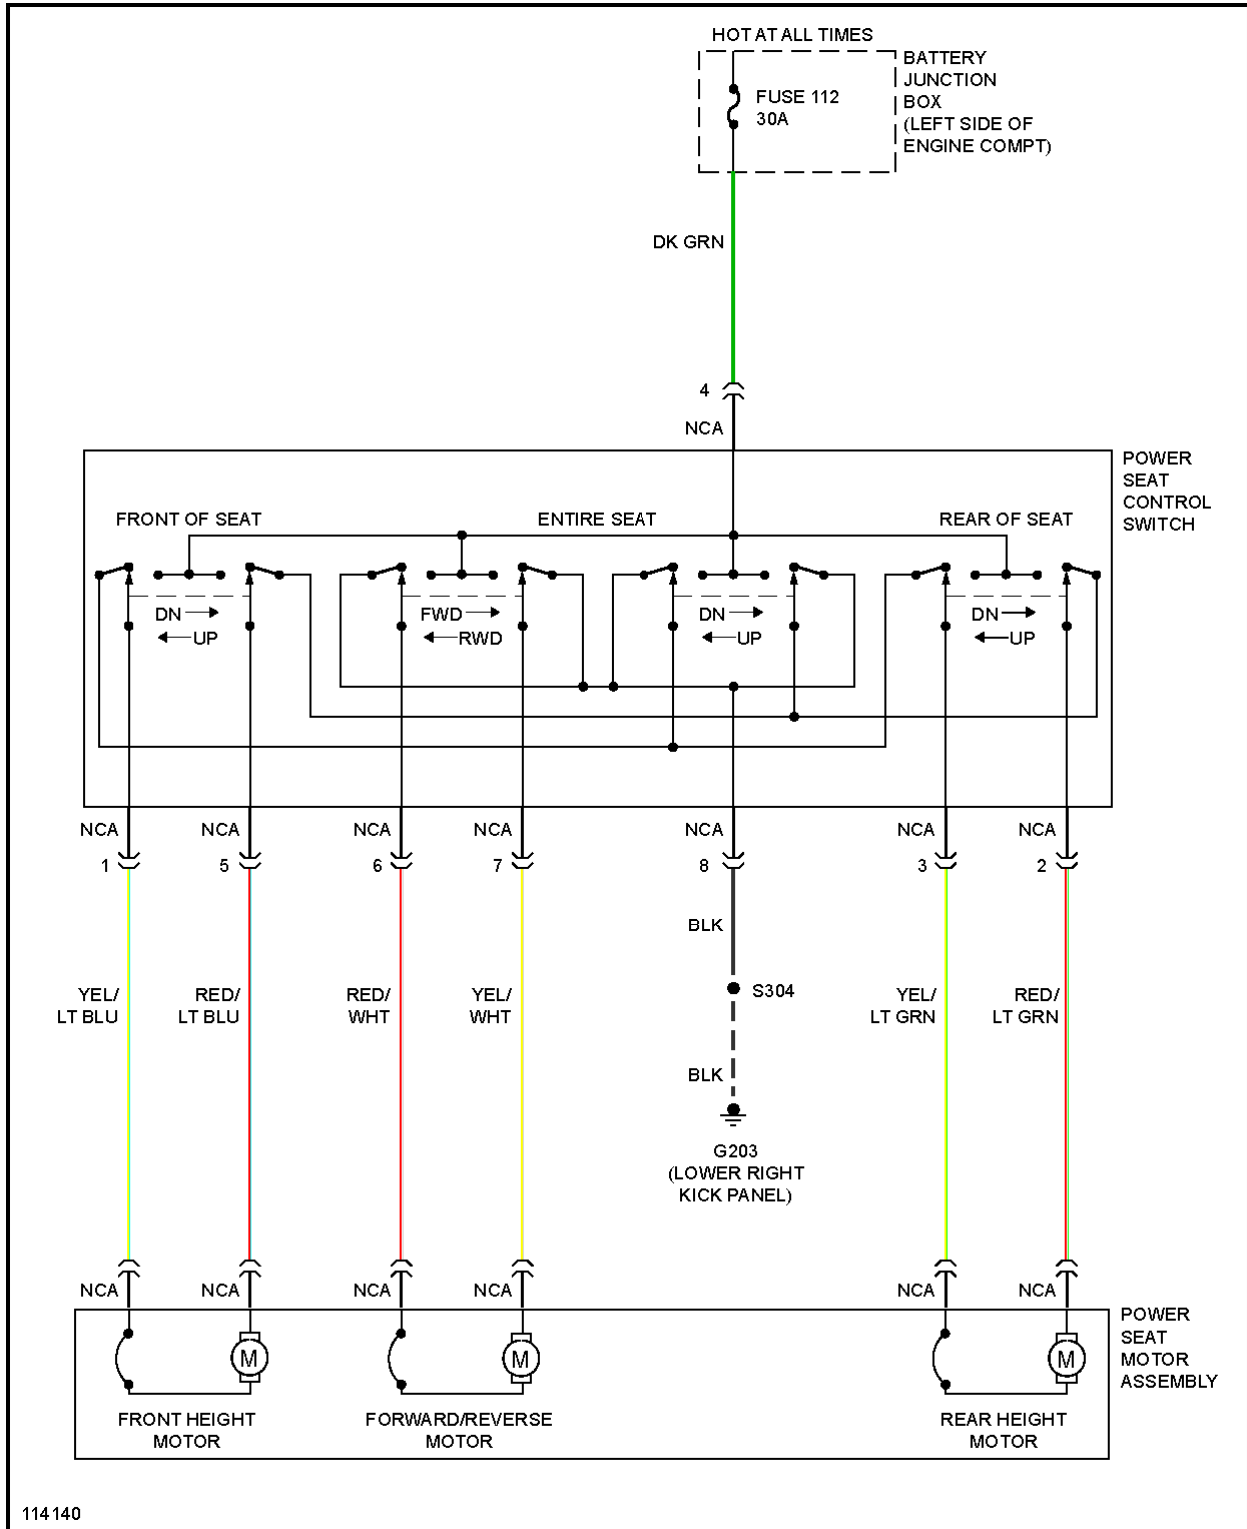 HOT AT ALL TIMES
BATTERY
JUNCTION
BOX
(LEFT SIDE OF
ENGINE COMPT)
FUSE 112
30A
DK GRN
4
NCA
POWER
SEAT
CONTROL
SWITCH
FRONT OF SEAT
ENTIRE SEAT
REAR OF SEAT
DN
UP
FWD
RWD
DN
UP
DN
UP
NCA
NCA
NCA
NCA
NCA
NCA
NCA
1
5
6
7
8
3
2
BLK
YEL/
LT BLU
RED/
LT BLU
RED/
WHT
YEL/
WHT
S304
YEL/
LT GRN
RED/
LT GRN
BLK
G203
(LOWER RIGHT
KICK PANEL)
NCA
NCA
NCA
NCA
NCA
NCA
POWER
SEAT
MOTOR
ASSEMBLY
M
M
M
FRONT HEIGHT
MOTOR
FORWARD/REVERSE
MOTOR
REAR HEIGHT
MOTOR
114140